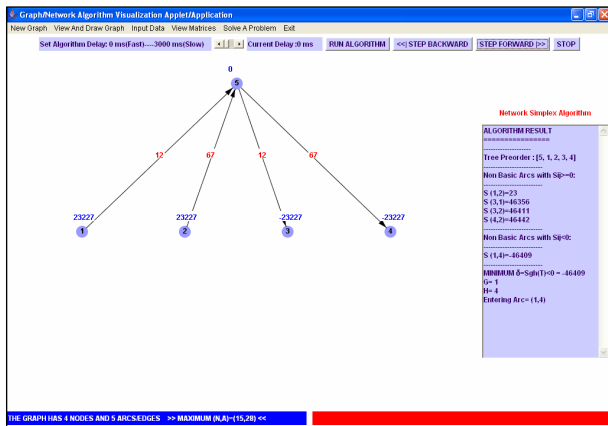 Graph/Network Algorithm Visualization Applet/Application
New Graph View And Draw Graph Input Data View Matrices Solve A Problem Exit
Set Algorithm Delay: 0 ms(Fast)----3000 ms(Slow) Current Delay :0 ms RUN ALGORITHM <<| STEP BACKWARD STEP FORWARD |>> STOP
0
5
12 67 12 67
23227 23227 -23227 -23227
1 2 3 4
Network Simplex Algorithm
ALGORITHM RESULT
================
-------------------
Tree Preorder : [5, 1, 2, 3, 4]
------------------------
Non Basic Arcs with Sij>=0:
------------------------
S (1,2)=23
S (3,1)=46356
S (3,2)=46411
S (4,2)=46442
------------------------
Non Basic Arcs with Sij<0:
------------------------
S (1,4)=-46409
------------------------
MINIMUM δ=Sgh(T)<0 = -46409
G= 1
H= 4
Entering Arc= (1,4)
THE GRAPH HAS 4 NODES AND 5 ARCS/EDGES >> MAXIMUM (N,A)=(15,28) <<